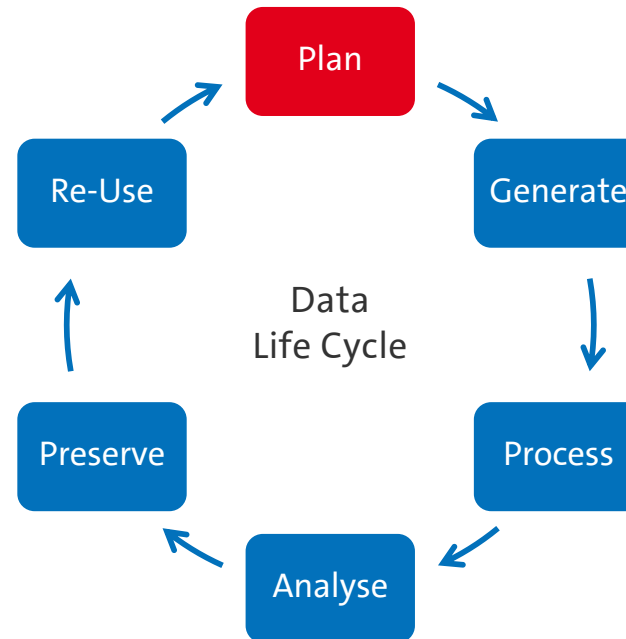 Plan
Re-Use
Generate
Data
Life Cycle
Preserve
Process
Analyse